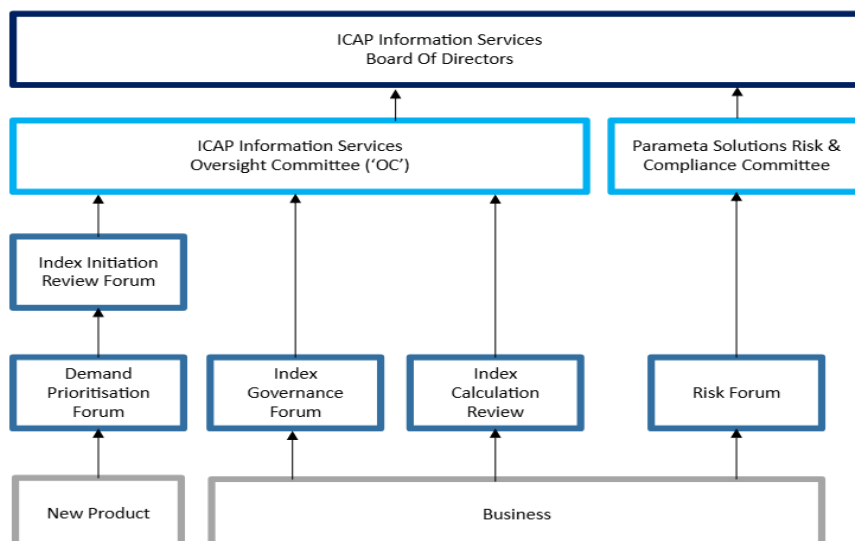 ICAP Information Services
Board Of Directors
ICAP Information Services
Oversight Committee (‘OC’)
Parameta Solutions Risk &
Compliance Committee
Index Initiation
Review Forum
Demand
Prioritisation
Forum
Index
Governance
Forum
Index
Calculation
Review
Risk Forum
New Product
Business